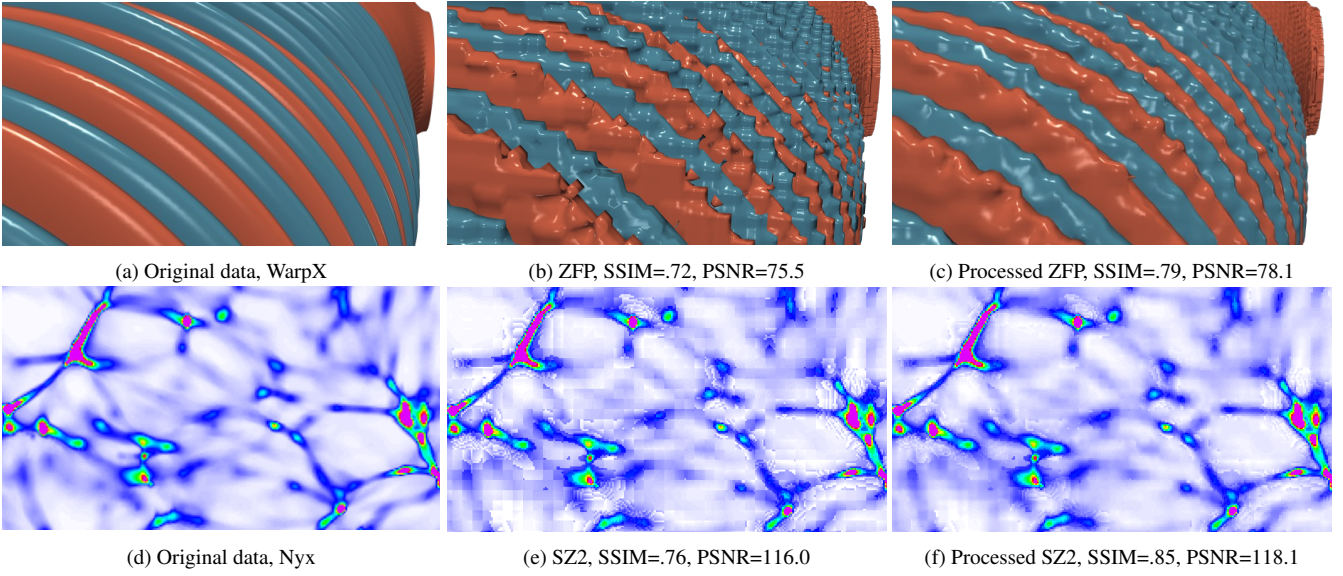 (a) Original data, WarpX
(b) ZFP, SSIM=.72, PSNR=75.5
(c) Processed ZFP, SSIM=.79, PSNR=78.1
(d) Original data, Nyx
(e) SZ2, SSIM=.76, PSNR=116.0
(f) Processed SZ2, SSIM=.85, PSNR=118.1